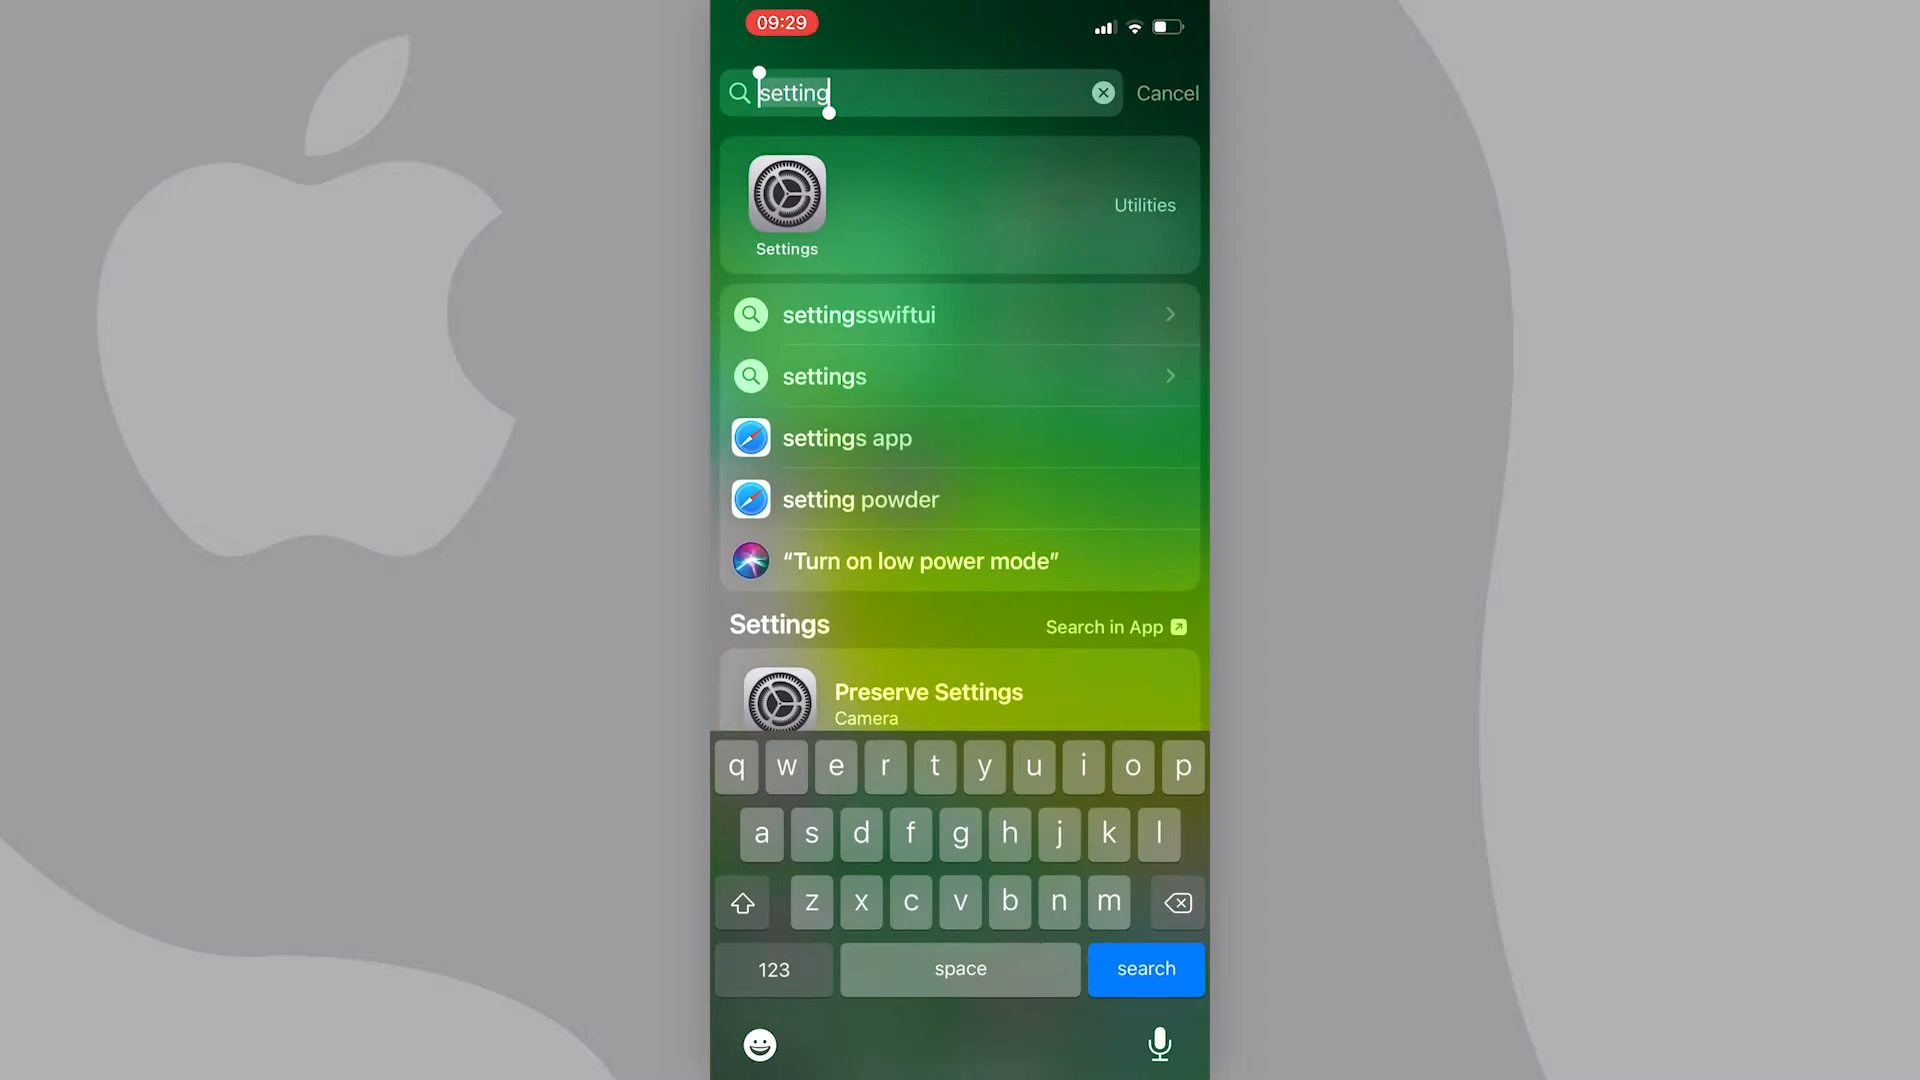 09:29
setting
Cancel
Settings
Utilities
settingsswiftui
settings
settings app
setting powder
“Turn on low power mode”
Settings
Search in App
Preserve Settings
Camera
q w e r t y u i o p
a s d f g h j k l
z x c v b n m
123 space search